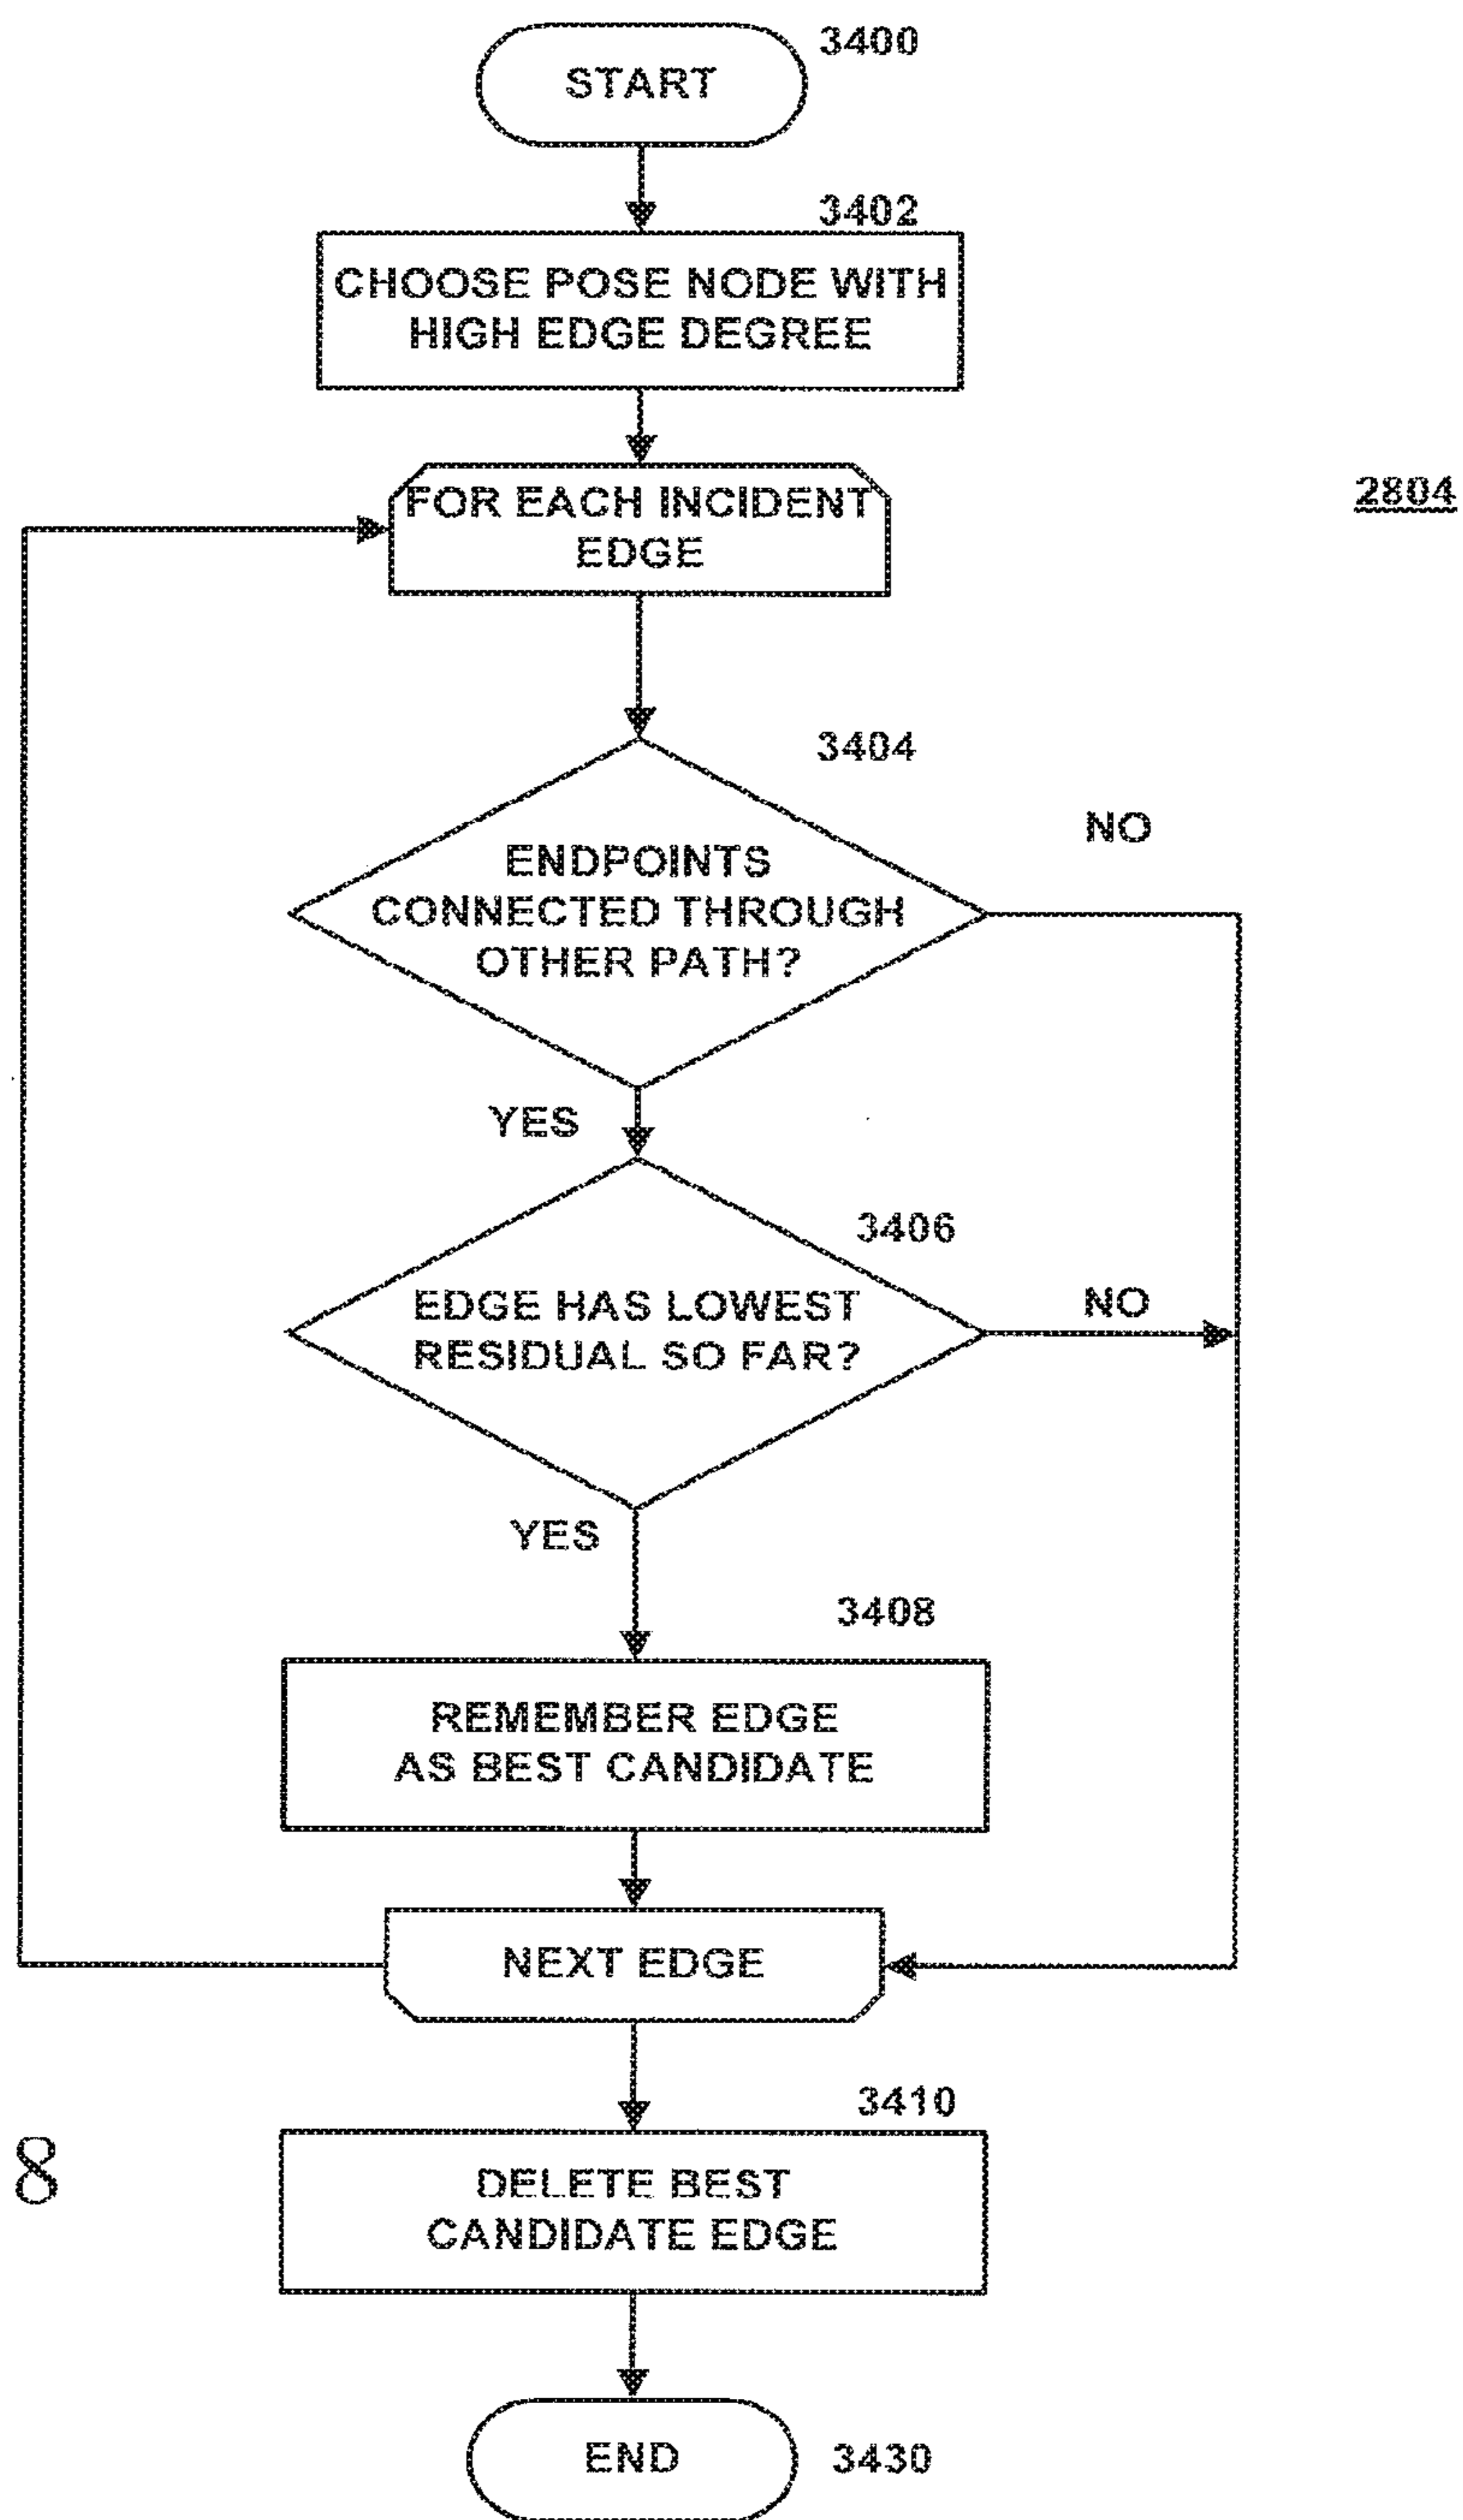 3400
START
3402
CHOOSE POSE NODE WITH
HIGH EDGE DEGREE
FOR EACH INCIDENT
EDGE
2804
3404
NO
ENDPOINTS
CONNECTED THROUGH
OTHER PATH?
YES
3406
NO
EDGE HAS LOWEST
RESIDUAL SO FAR?
YES
3408
REMEMBER EDGE
AS BEST CANDIDATE
NEXT EDGE
3410
8
DELETE BEST
CANDIDATE EDGE
END
3430